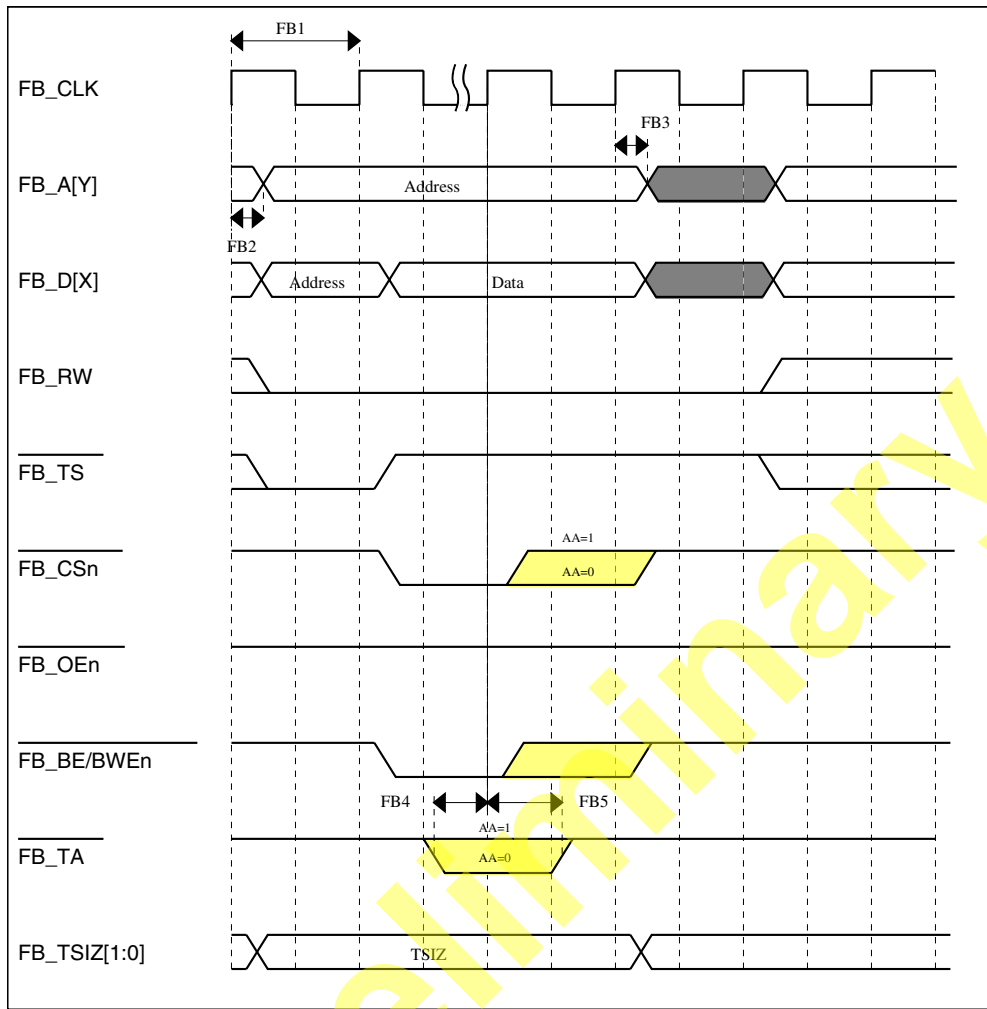 FB1
FB_CLK
FB3
FB_A[Y]
Address
FB2
FB_D[X]
Address
Data
FB_RW
FB_TS
AA=1
FB_CSn
AA=0
FB_OEn
FB_BE/BWEn
FB4
FB5
AA=1
FB_TA
AA=0
FB_TSIZ[1:0]
TSIZ
eliminary